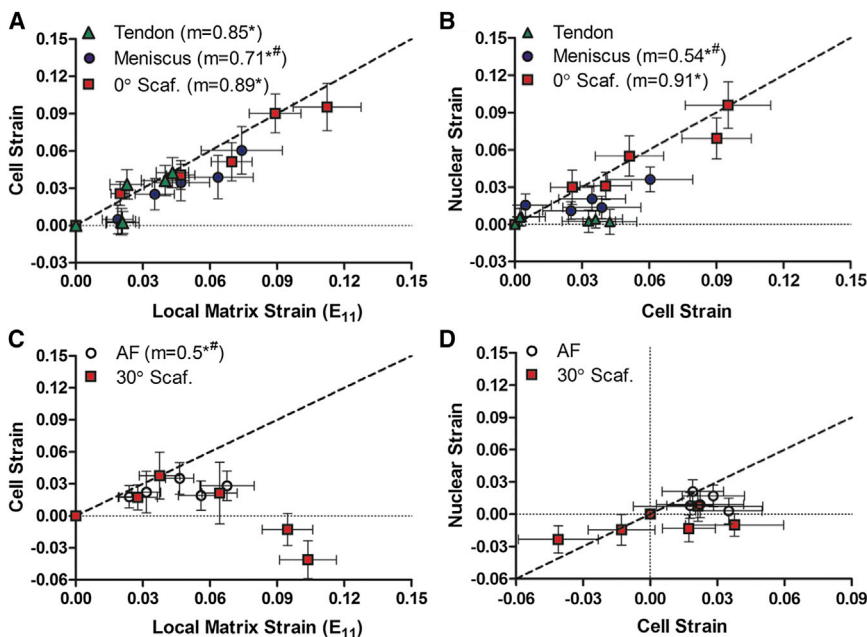 A
Tendon (m=0.85*)
Meniscus (m=0.71*#)
0° Scaf. (m=0.89*)
0.15
0.12
0.09
0.06
0.03
0.00
-0.03
Cell Strain
0.00 0.03 0.06 0.09 0.12 0.15
Local Matrix Strain (E11)
B
Tendon
Meniscus (m=0.54*#)
0° Scaf. (m=0.91*)
0.15
0.12
0.09
0.06
0.03
0.00
-0.03
Nuclear Strain
0.00 0.03 0.06 0.09 0.12 0.15
Cell Strain
C
AF (m=0.5*#)
30° Scaf.
0.15
0.12
0.09
0.06
0.03
0.00
-0.03
-0.06
Cell Strain
0.00 0.03 0.06 0.09 0.12 0.15
Local Matrix Strain (E11)
D
AF
30° Scaf.
0.15
0.12
0.09
0.06
0.03
0.00
-0.03
-0.06
Nuclear Strain
-0.06 -0.03 0.00 0.03 0.06 0.09
Cell Strain